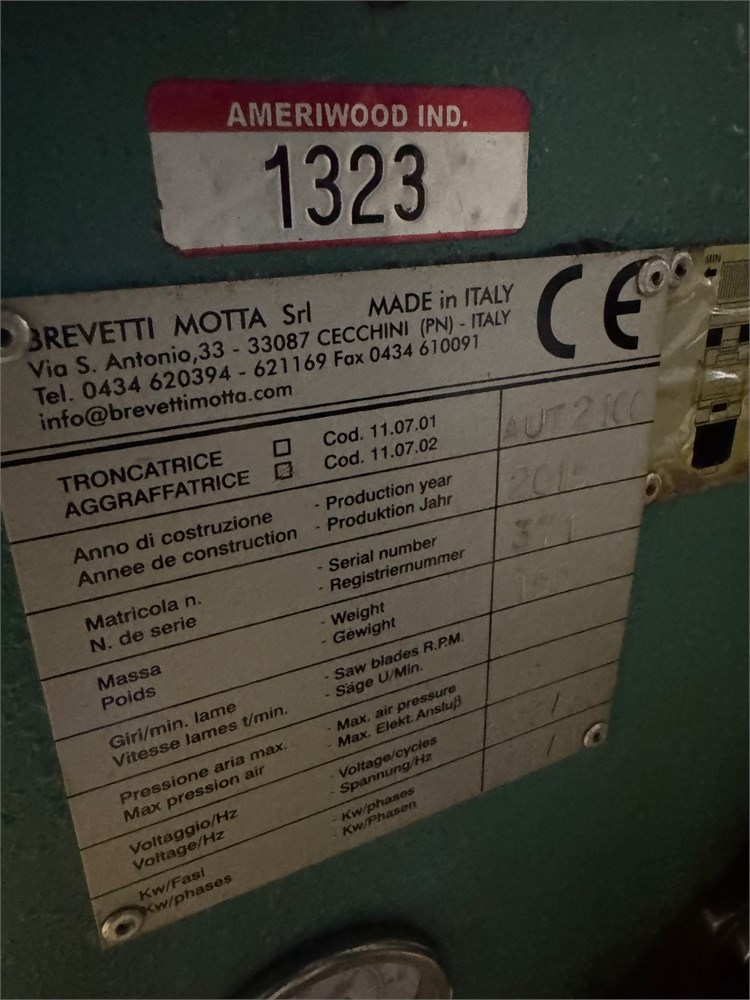 AMERIWOOD IND.
1323
BREVETTI MOTTA Srl MADE in ITALY
Via S. Antonio,33 - 33087 CECCHINI (PN) - ITALY
Tel. 0434 620394 - 621169 Fax 0434 610091
info@brevettimotta.com
CE
TRONCATRICE Cod. 11.07.01
AGGRAFFATRICE Cod. 11.07.02
Anno di costruzione - Production year
Annee de construction - Produktion Jahr
Matricola n. - Serial number
N. de serie - Registriernummer
Massa - Weight
Poids - Gewight
Giri/min. lame - Saw blades R.P.M.
Vitesse lames t/min. - Säge U/Min.
Pressione aria max. - Max. air pressure
Max pression air - Max. Elekt. Ansluβ
Voltaggio/Hz - Voltage/cycles /
Voltage/Hz - Spannung/Hz
Kw/Fasi - Kw/phases /
Kw/phases - Kw/Phasen
MIN